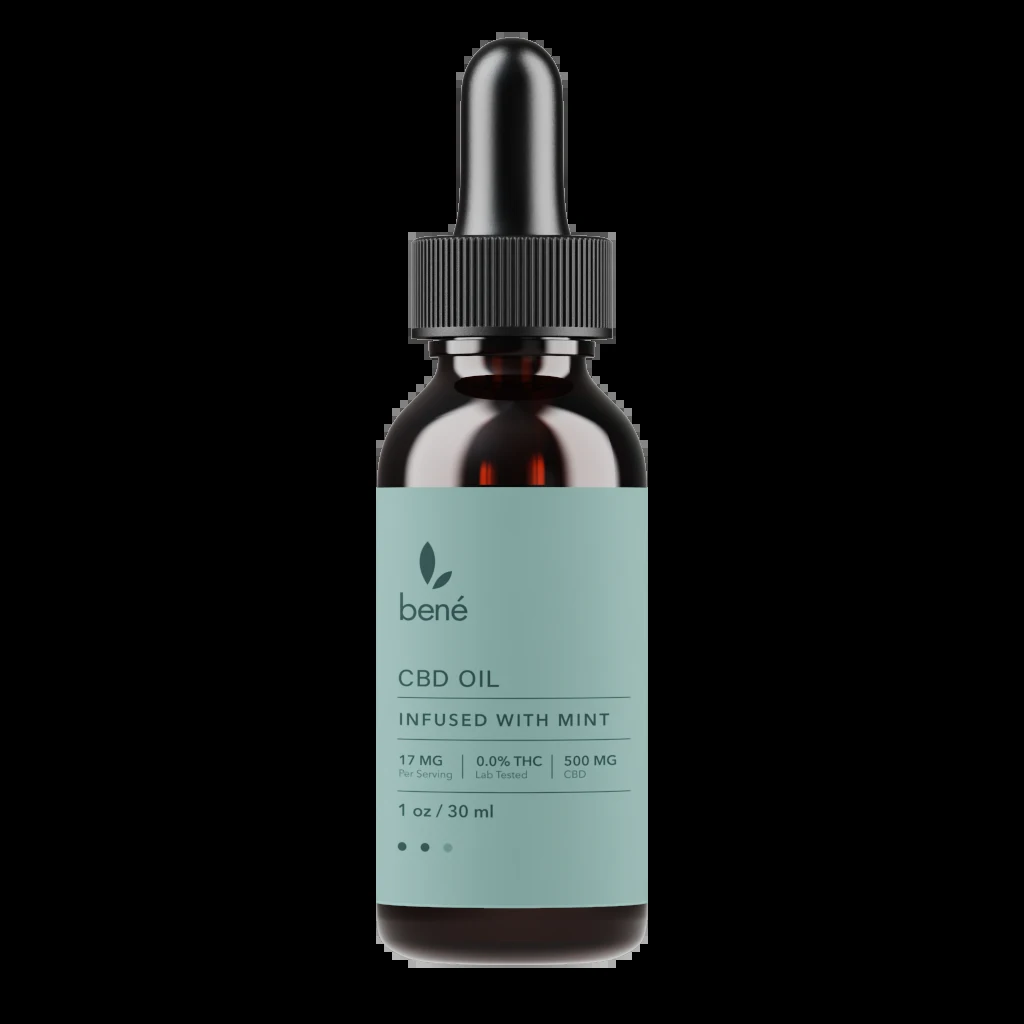 bené
CBD OIL
INFUSED WITH MINT
17 MG | 0.0% THC | 500 MG
Per Serving Lab Tested CBD
1 oz / 30 ml